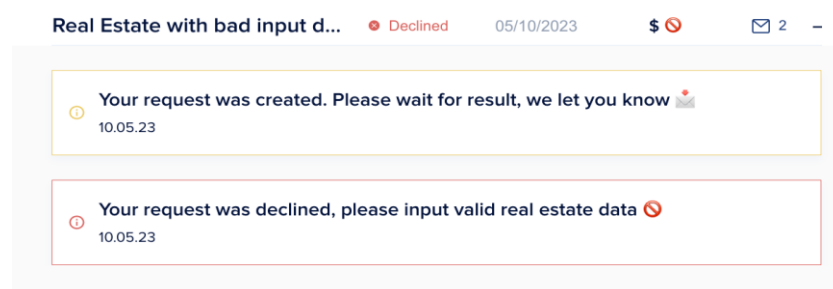 Real Estate with bad input d... Declined 05/10/2023 $ 🚫 2 –
Your request was created. Please wait for result, we let you know 📩
10.05.23
Your request was declined, please input valid real estate data 🚫
10.05.23